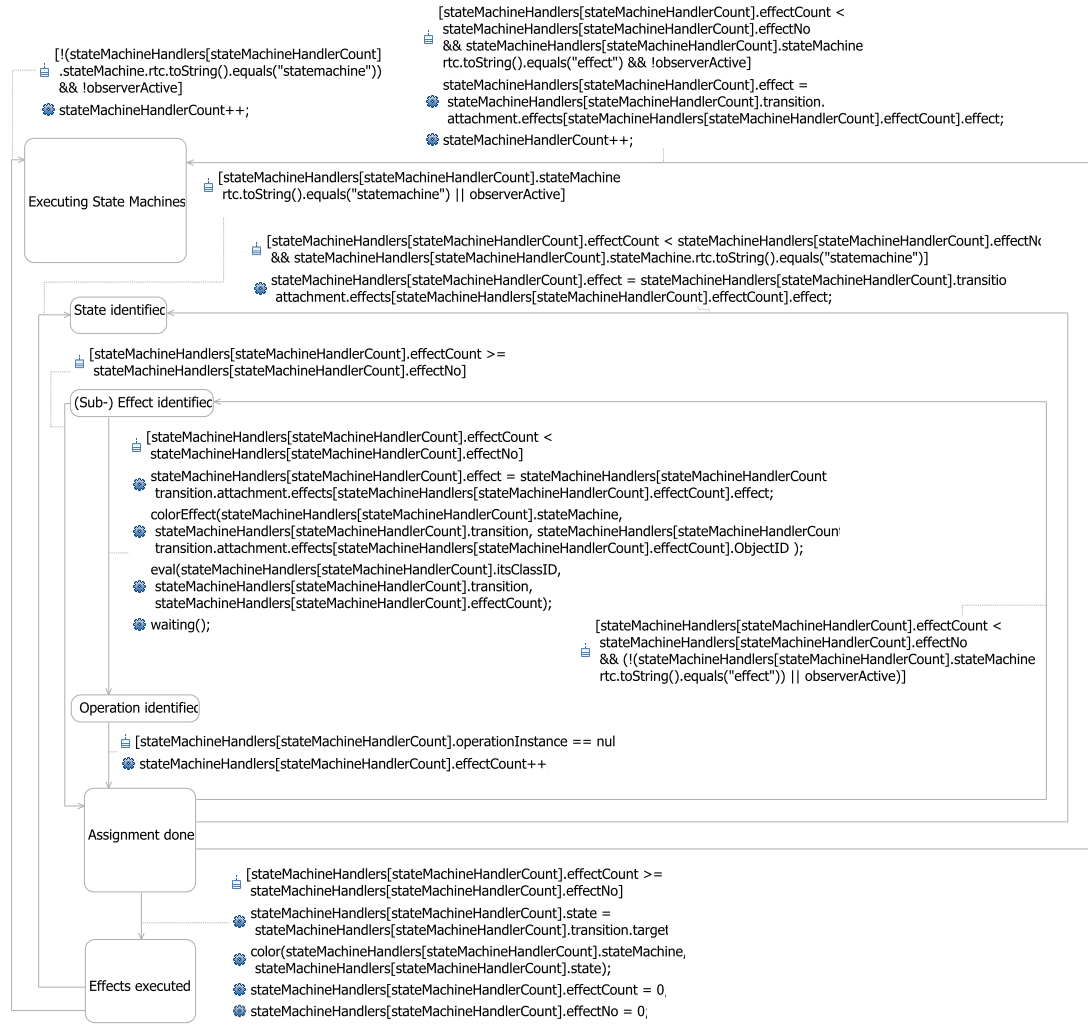 [stateMachineHandlers[stateMachineHandlerCount].effectCount <
stateMachineHandlers[stateMachineHandlerCount].effectNo
&& stateMachineHandlers[stateMachineHandlerCount].stateMachine
rtc.toString().equals("effect") && !observerActive]
stateMachineHandlers[stateMachineHandlerCount].effect =
stateMachineHandlers[stateMachineHandlerCount].transition.
attachment.effects[stateMachineHandlers[stateMachineHandlerCount].effectCount].effect;
stateMachineHandlerCount++;
[!(stateMachineHandlers[stateMachineHandlerCount]
.stateMachine.rtc.toString().equals("statemachine"))
&& !observerActive]
stateMachineHandlerCount++;
Executing State Machines
[stateMachineHandlers[stateMachineHandlerCount].stateMachine
rtc.toString().equals("statemachine") || observerActive]
[stateMachineHandlers[stateMachineHandlerCount].effectCount < stateMachineHandlers[stateMachineHandlerCount].effectNo
&& stateMachineHandlers[stateMachineHandlerCount].stateMachine.rtc.toString().equals("statemachine")]
stateMachineHandlers[stateMachineHandlerCount].effect = stateMachineHandlers[stateMachineHandlerCount].transitio
attachment.effects[stateMachineHandlers[stateMachineHandlerCount].effectCount].effect;
State identified
[stateMachineHandlers[stateMachineHandlerCount].effectCount >=
stateMachineHandlers[stateMachineHandlerCount].effectNo]
(Sub-) Effect identified
[stateMachineHandlers[stateMachineHandlerCount].effectCount <
stateMachineHandlers[stateMachineHandlerCount].effectNo]
stateMachineHandlers[stateMachineHandlerCount].effect = stateMachineHandlers[stateMachineHandlerCount
transition.attachment.effects[stateMachineHandlers[stateMachineHandlerCount].effectCount].effect;
colorEffect(stateMachineHandlers[stateMachineHandlerCount].stateMachine,
stateMachineHandlers[stateMachineHandlerCount].transition, stateMachineHandlers[stateMachineHandlerCount
transition.attachment.effects[stateMachineHandlers[stateMachineHandlerCount].effectCount].ObjectID );
eval(stateMachineHandlers[stateMachineHandlerCount].itsClassID,
stateMachineHandlers[stateMachineHandlerCount].transition,
stateMachineHandlers[stateMachineHandlerCount].effectCount);
waiting();
[stateMachineHandlers[stateMachineHandlerCount].effectCount <
stateMachineHandlers[stateMachineHandlerCount].effectNo
&& (!(stateMachineHandlers[stateMachineHandlerCount].stateMachine
rtc.toString().equals("effect")) || observerActive)]
Operation identified
[stateMachineHandlers[stateMachineHandlerCount].operationInstance == nul
stateMachineHandlers[stateMachineHandlerCount].effectCount++
Assignment done
[stateMachineHandlers[stateMachineHandlerCount].effectCount >=
stateMachineHandlers[stateMachineHandlerCount].effectNo]
stateMachineHandlers[stateMachineHandlerCount].state =
stateMachineHandlers[stateMachineHandlerCount].transition.target
color(stateMachineHandlers[stateMachineHandlerCount].stateMachine,
stateMachineHandlers[stateMachineHandlerCount].state);
stateMachineHandlers[stateMachineHandlerCount].effectCount = 0;
stateMachineHandlers[stateMachineHandlerCount].effectNo = 0;
Effects executed